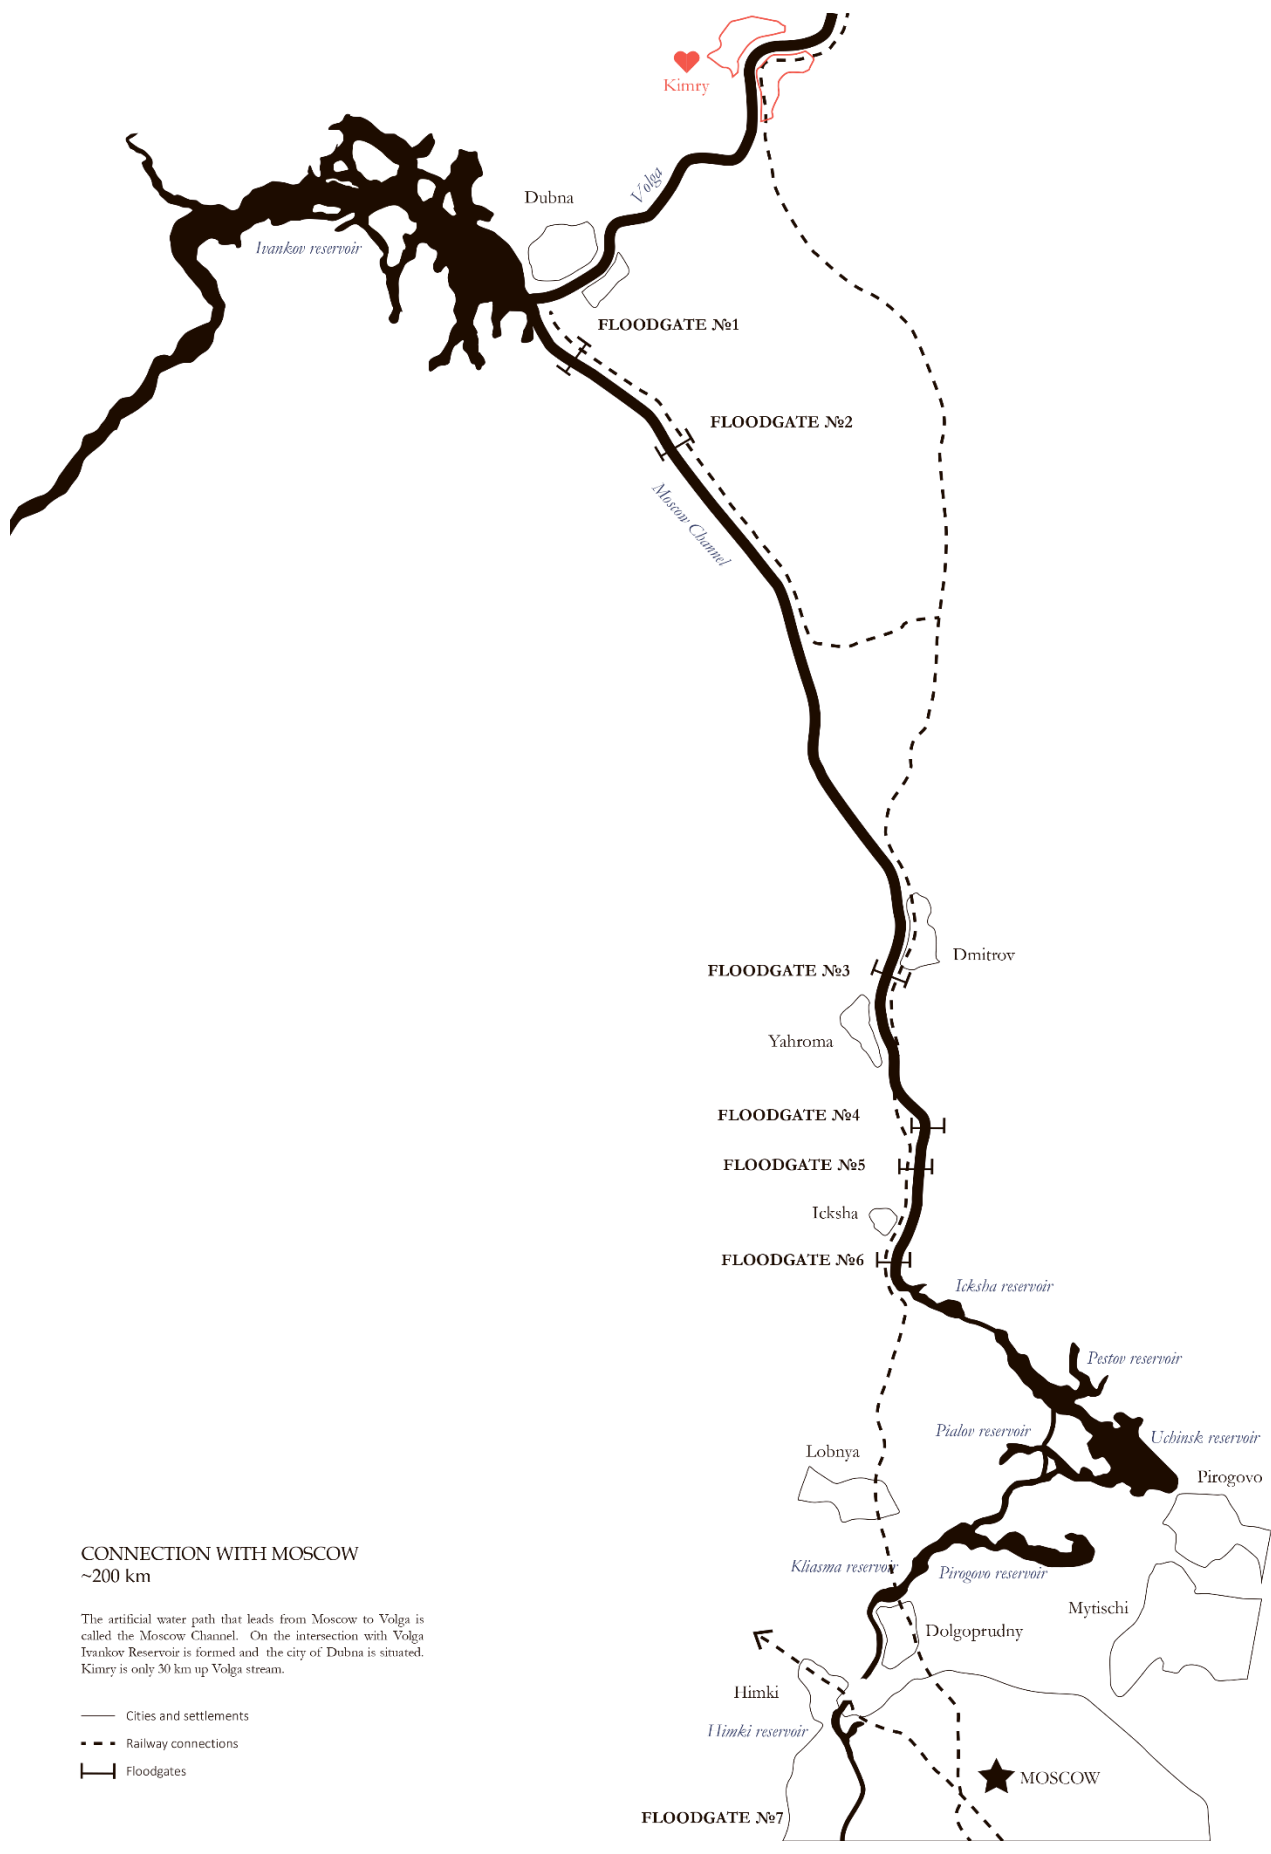 Kimry
Volga
Dubna
Ivankov reservoir
FLOODGATE №1
FLOODGATE №2
Moscow Channel
Dmitrov
FLOODGATE №3
Yahroma
FLOODGATE №4
FLOODGATE №5
Icksha
FLOODGATE №6
Icksha reservoir
Pestov reservoir
Pialov reservoir
Uchinsk reservoir
Lobnya
Pirogovo
Kliasma reservoir
Pirogovo reservoir
Mytischi
Dolgoprudny
Himki
Himki reservoir
MOSCOW
FLOODGATE №7
CONNECTION WITH MOSCOW
~200 km
The artificial water path that leads from Moscow to Volga is
called the Moscow Channel. On the intersection with Volga
Ivankov Reservoir is formed and the city of Dubna is situated.
Kimry is only 30 km up Volga stream.
Cities and settlements
Railway connections
Floodgates